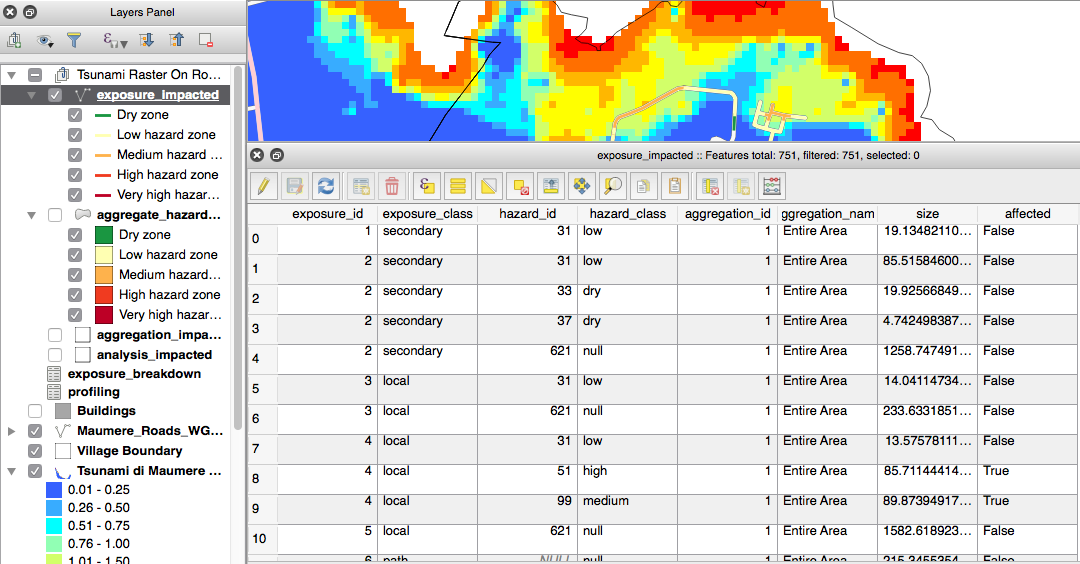 Layers Panel
Tsunami Raster On Ro...
exposure_impacted
Dry zone
Low hazard zone
Medium hazard ...
High hazard zone
Very high hazar...
aggregate_hazard...
Dry zone
Low hazard zone
Medium hazard...
High hazard zone
Very high hazar...
aggregation_impa...
analysis_impacted
exposure_breakdown
profiling
Buildings
Maumere_Roads_WG...
Village Boundary
Tsunami di Maumere ...
0.01 - 0.25
0.26 - 0.50
0.51 - 0.75
0.76 - 1.00
1.01 - 1.50
exposure_impacted :: Features total: 751, filtered: 751, selected: 0
exposure_id exposure_class hazard_id hazard_class aggregation_id ggregation_nam size affected
0 1 secondary 31 low 1 Entire Area 19.13482110... False
1 2 secondary 31 low 1 Entire Area 85.51584600... False
2 2 secondary 33 dry 1 Entire Area 19.92566849... False
3 2 secondary 37 dry 1 Entire Area 4.742498387... False
4 2 secondary 621 null 1 Entire Area 1258.747491... False
5 3 local 31 low 1 Entire Area 14.04114734... False
6 3 local 621 null 1 Entire Area 233.6331851... False
7 4 local 31 low 1 Entire Area 13.57578111... False
8 4 local 51 high 1 Entire Area 85.71144414... True
9 4 local 99 medium 1 Entire Area 89.87394917... True
10 5 local 621 null 1 Entire Area 1582.618923... False
6 path NULL null 1 Entire Area 215.2455354... False